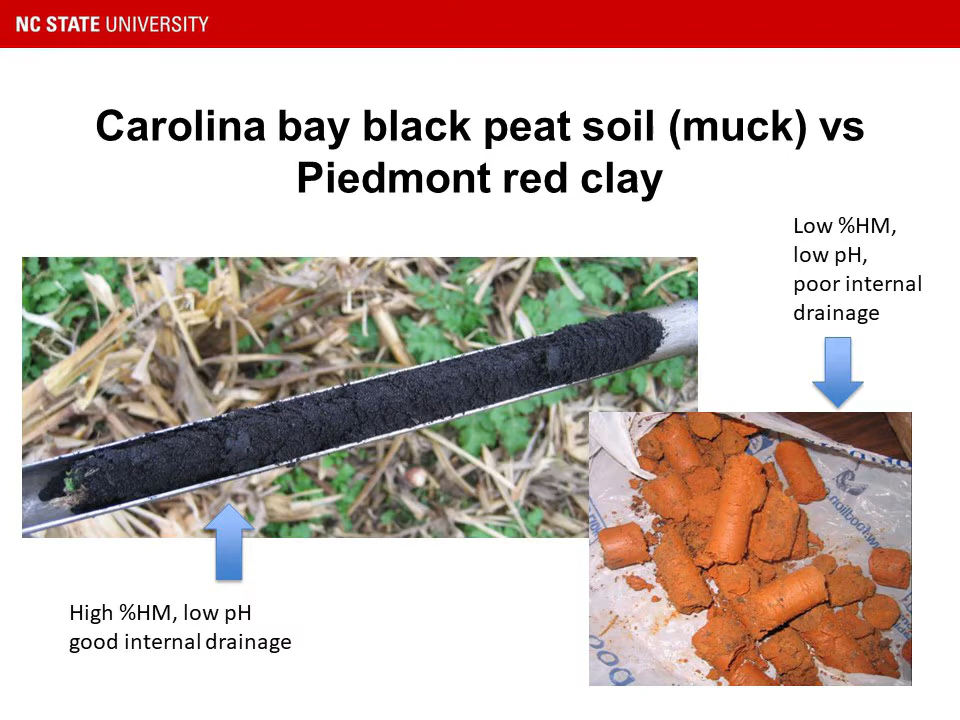 NC STATE UNIVERSITY
Carolina bay black peat soil (muck) vs
Piedmont red clay
Low %HM,
low pH,
poor internal
drainage
High %HM, low pH
good internal drainage